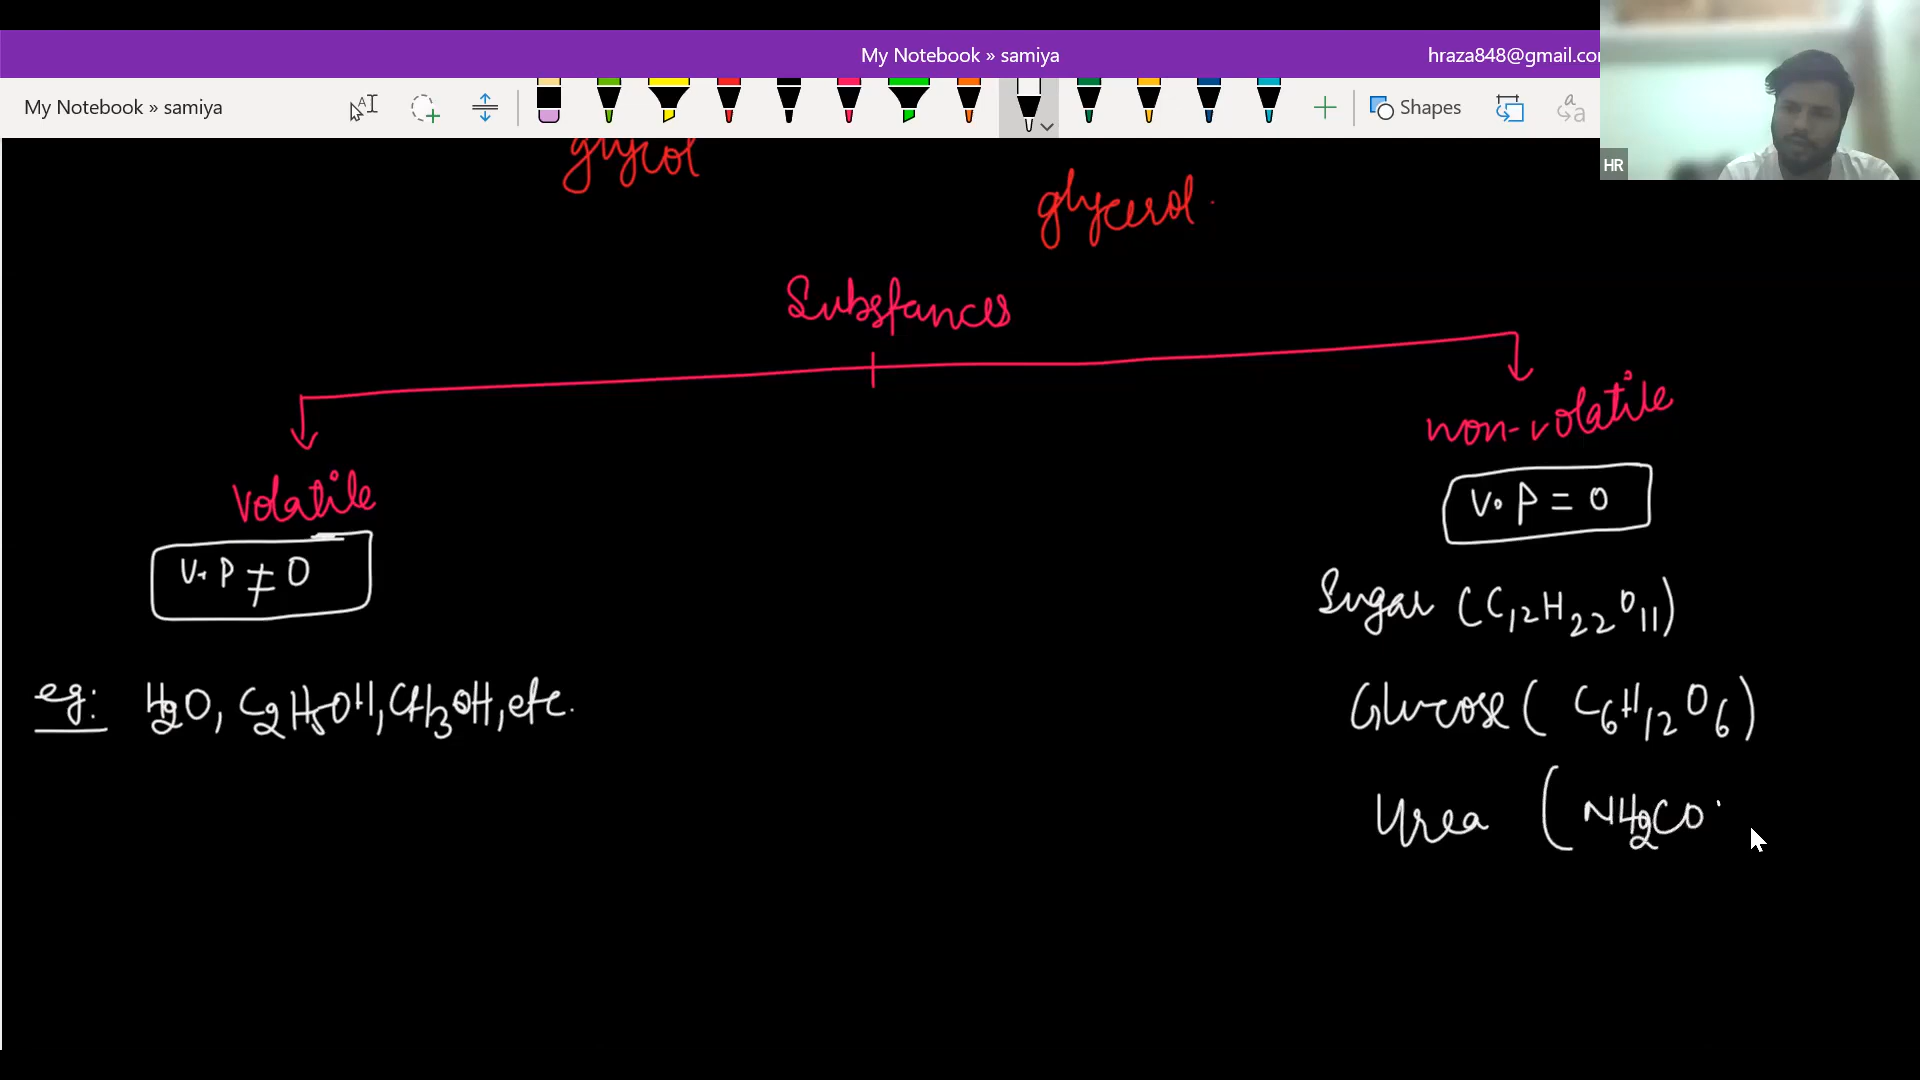 My Notebook » samiya
hraza848@gmail.co
My Notebook » samiya
Shapes
HR
glycol
glycerol.
Substances
non-volatile
Volatile
V.P = 0
V.P ≠ 0
Sugar (C₁₂H₂₂O₁₁)
eg: H₂O, C₂H₅OH, CH₃OH, etc.
Glucose (C₆H₁₂O₆)
Urea (NH₂CO